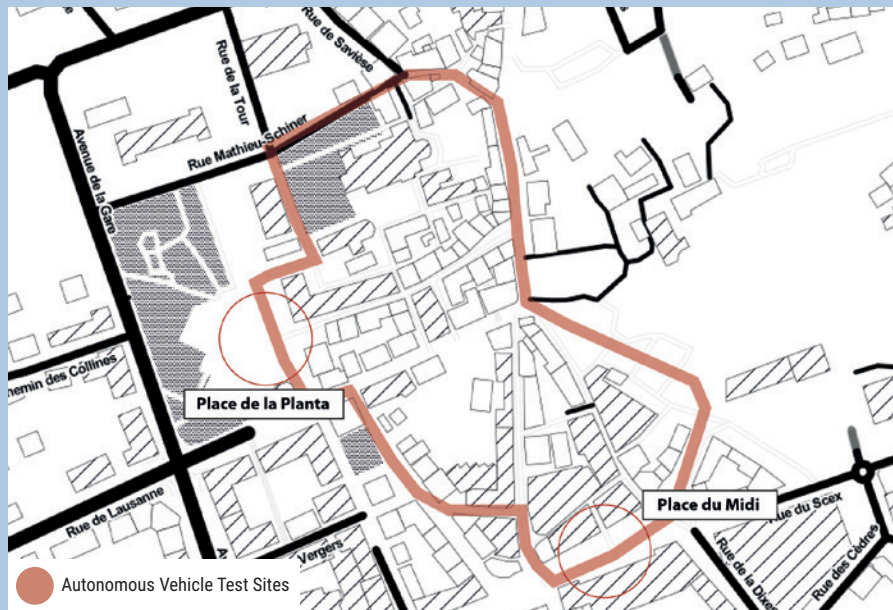 Rue de la Tour
Rue de Savièse
Rue Mathieu-Schiner
Avenue de la Gare
Chemin des Collines
Place de la Planta
Rue de Lausanne
Vergers
Place du Midi
Rue du Scex
Rue de la Dixence
Rue des Cèdres
Autonomous Vehicle Test Sites